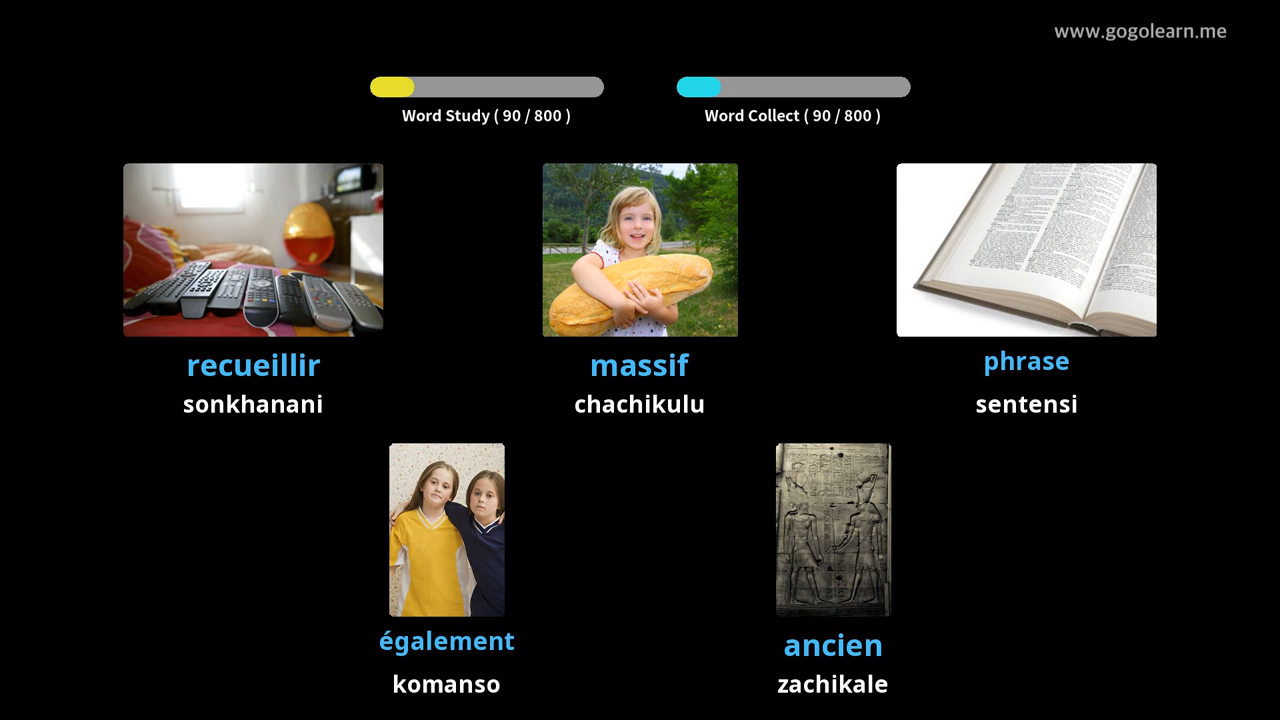 www.gogolearn.me
Word Study ( 90 / 800 )
Word Collect ( 90 / 800 )
recueillir
sonkhanani
massif
chachikulu
phrase
sentensi
également
komanso
ancien
zachikale